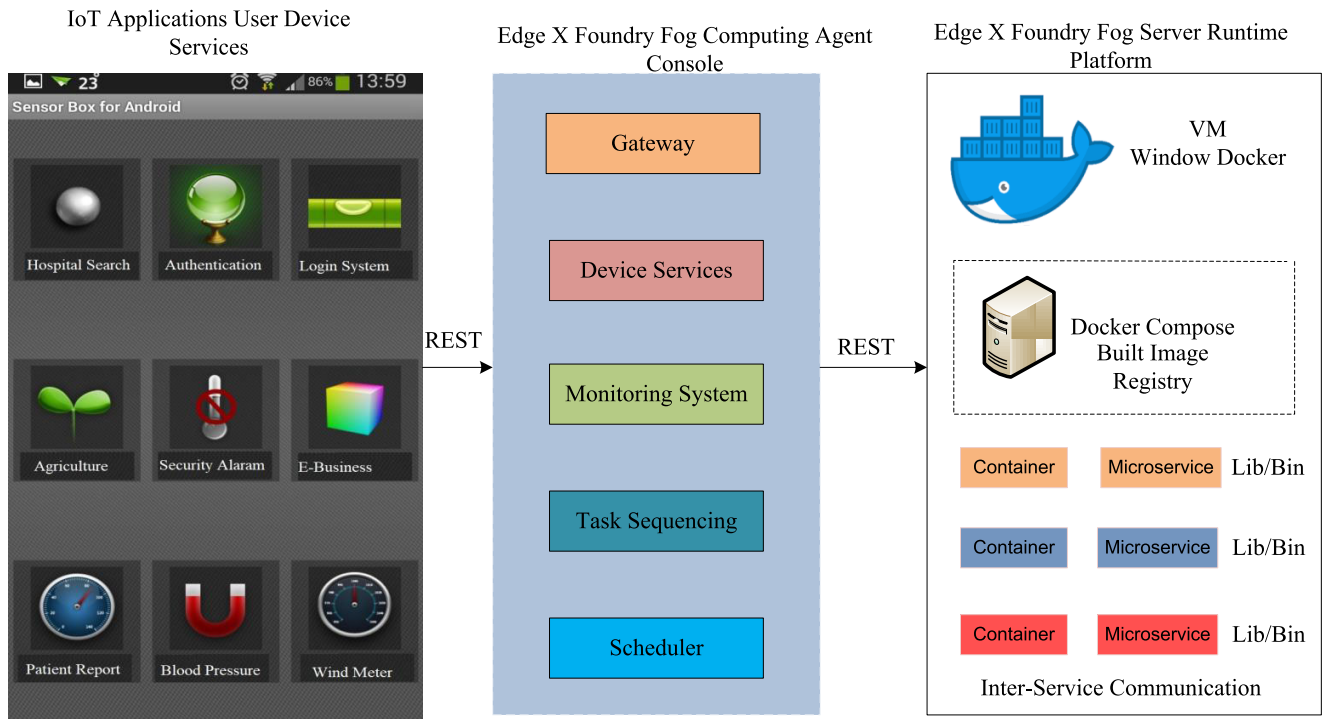 IoT Applications User Device
Services
23°
86%
13:59
Sensor Box for Android
Hospital Search
Authentication
Login System
Agriculture
Security Alaram
E-Business
Patient Report
Blood Pressure
Wind Meter
REST
Edge X Foundry Fog Computing Agent
Console
Gateway
Device Services
Monitoring System
Task Sequencing
Scheduler
REST
Edge X Foundry Fog Server Runtime
Platform
VM
Window Docker
Docker Compose
Built Image
Registry
Container
Microservice
Lib/Bin
Container
Microservice
Lib/Bin
Container
Microservice
Lib/Bin
Inter-Service Communication